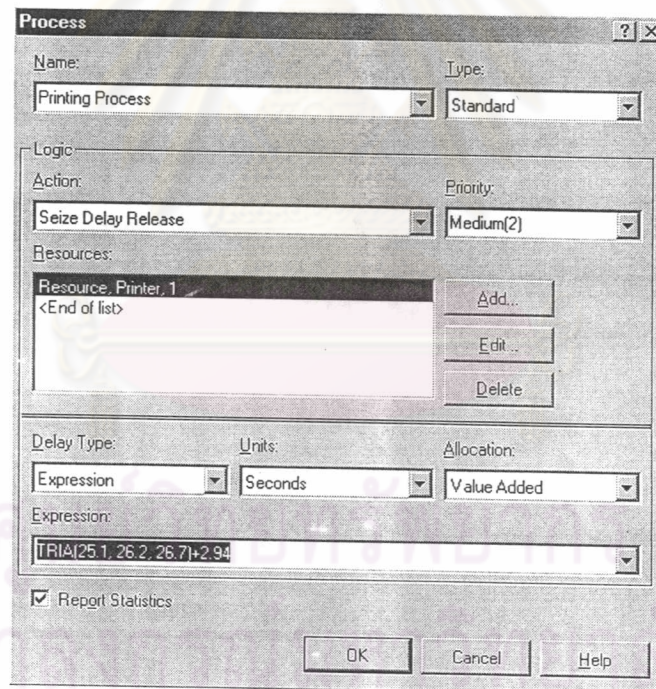 Process
Name:
Type:
Printing Process
Standard
Logic
Action:
Priority:
Seize Delay Release
Medium(2)
Resources:
Resource, Printer, 1
<End of list>
Add...
Edit...
Delete
Delay Type:
Units:
Allocation:
Expression
Seconds
Value Added
Expression:
TRIA(25.1, 26.2, 26.7)+2.94
Report Statistics
OK
Cancel
Help